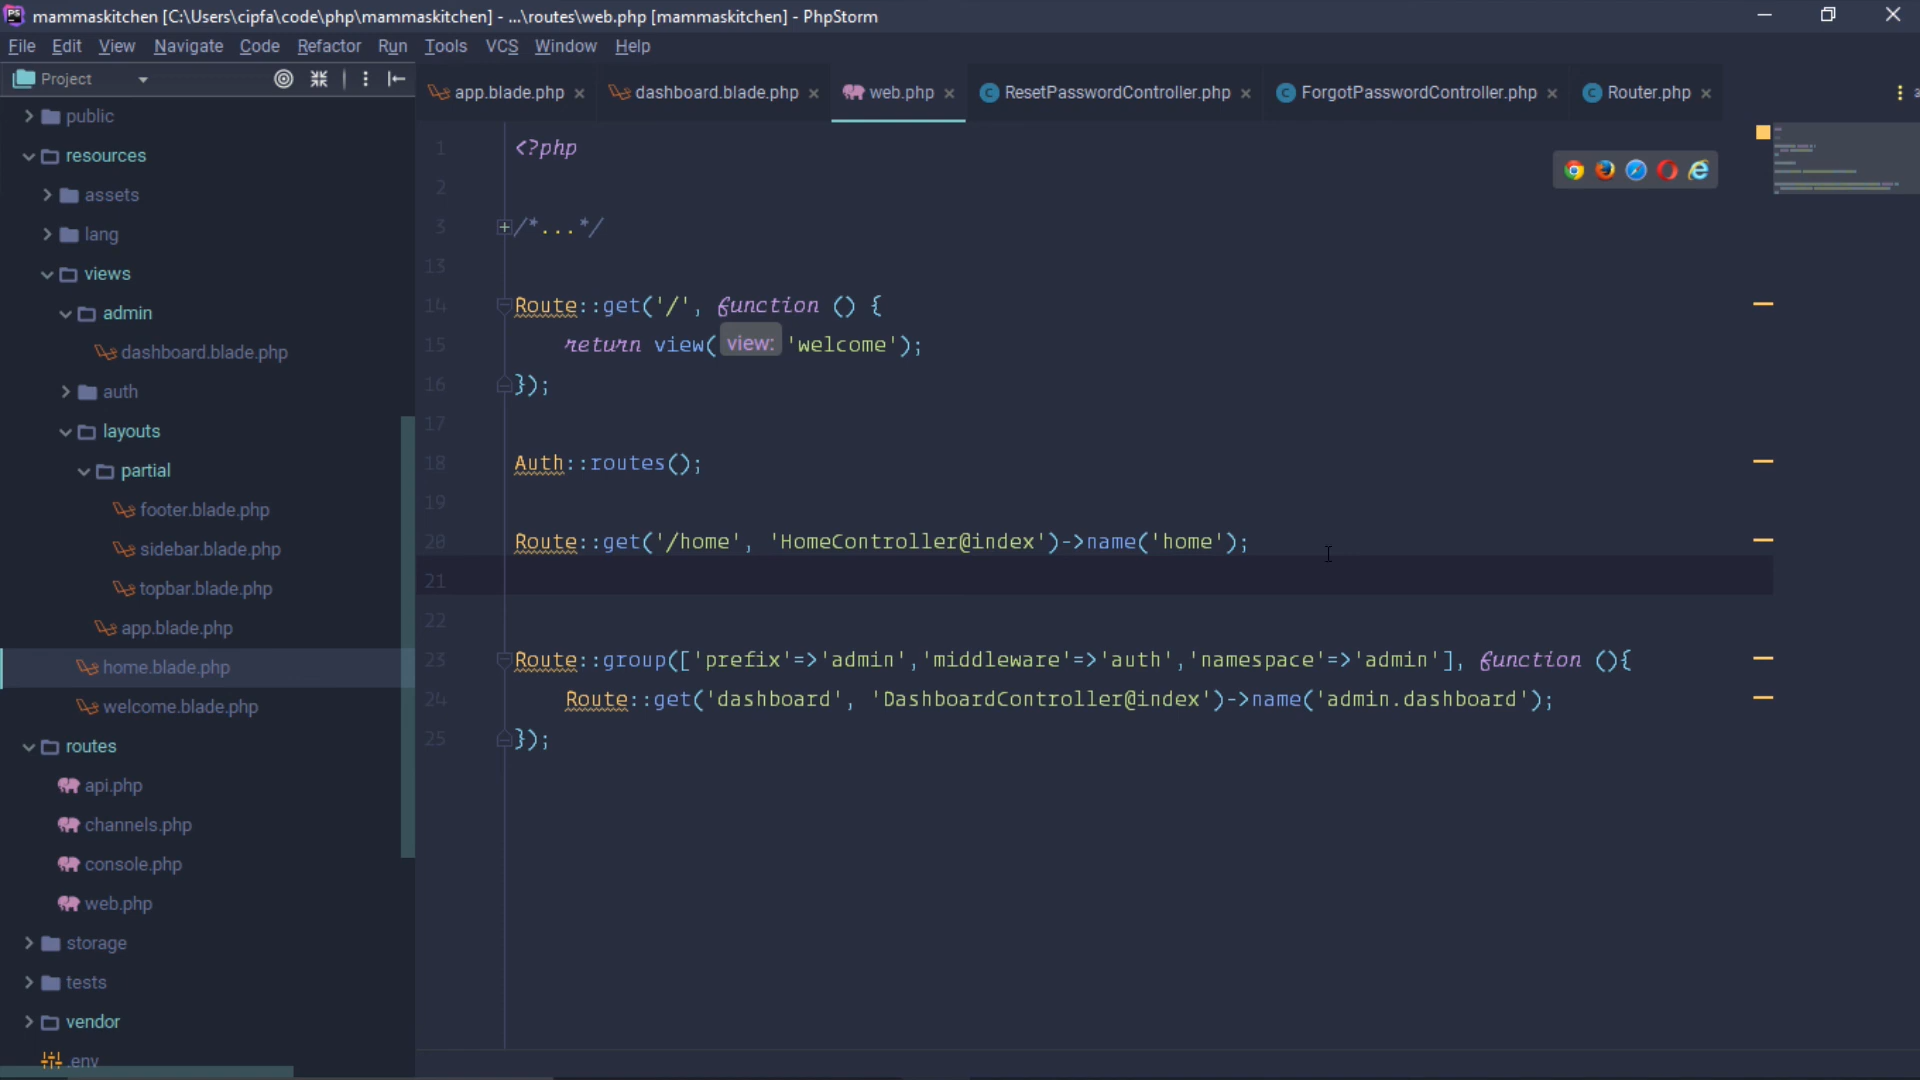 mammaskitchen [C:\Users\cipfa\code\php\mammaskitchen] - ...\routes\web.php [mammaskitchen] - PhpStorm
File Edit View Navigate Code Refactor Run Tools VCS Window Help
Project
app.blade.php dashboard.blade.php web.php ResetPasswordController.php ForgotPasswordController.php Router.php
public
resources
assets
lang
views
admin
dashboard.blade.php
auth
layouts
partial
footer.blade.php
sidebar.blade.php
topbar.blade.php
app.blade.php
home.blade.php
welcome.blade.php
routes
api.php
channels.php
console.php
web.php
storage
tests
vendor
.env
1 <?php
2
3 /*...*/
13
14 Route::get('/', function () {
15 return view( view: 'welcome');
16 });
17
18 Auth::routes();
19
20 Route::get('/home', 'HomeController@index')->name('home');
21
22
23 Route::group(['prefix'=>'admin','middleware'=>'auth','namespace'=>'admin'], function (){
24 Route::get('dashboard', 'DashboardController@index')->name('admin.dashboard');
25 });